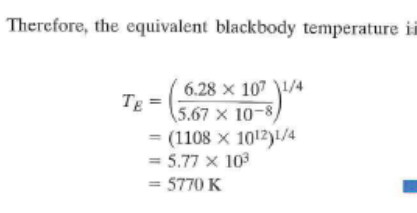 Therefore, the equivalent blackbody temperature
T_E = (6.28 × 10^7 / 5.67 × 10^−8)^1/4
= (1108 × 10^12)^1/4
= 5.77 × 10^3
= 5770 K